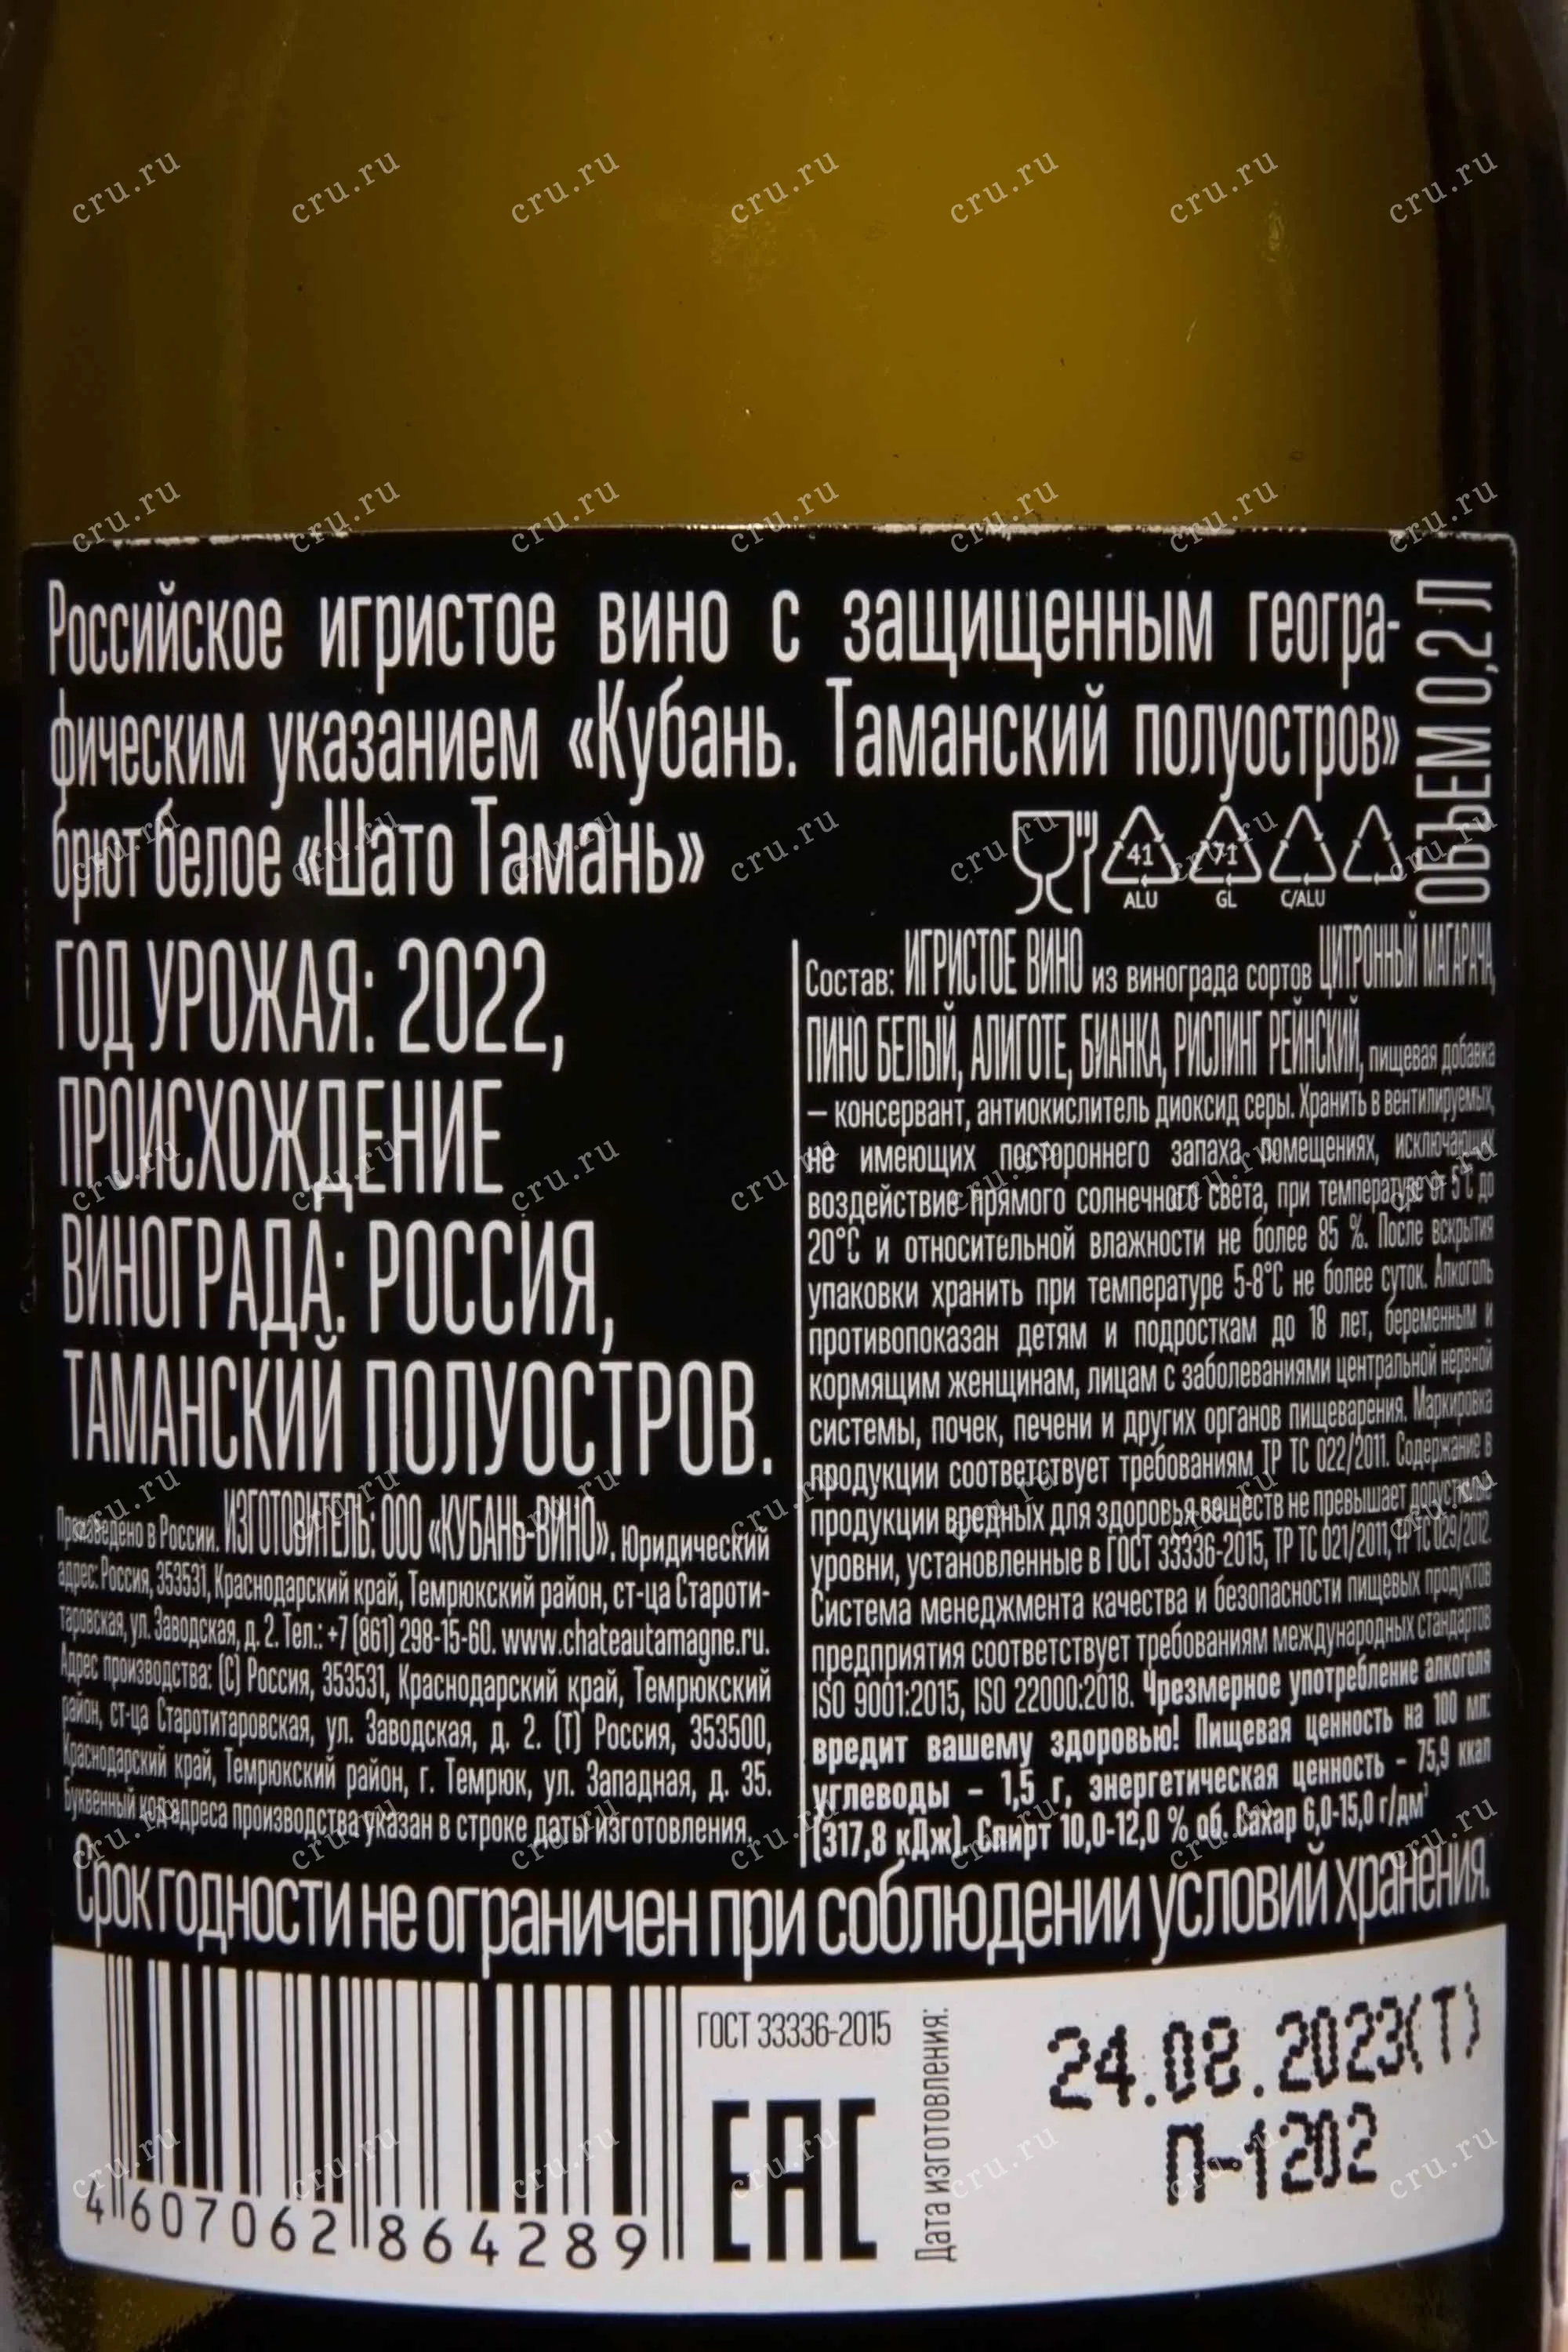 Российское игристое вино с защищенным геогра-
фическим указанием «Кубань. Таманский полуостров»
брют белое «Шато Тамань»
ОБЪЕМ 0,2 Л
41
ALU
71
GL
C/ALU
ГОД УРОЖАЯ: 2022,
ПРОИСХОЖДЕНИЕ
ВИНОГРАДА: РОССИЯ,
ТАМАНСКИЙ ПОЛУОСТРОВ.
Произведено в России. ИЗГОТОВИТЕЛЬ: ООО «КУБАНЬ-ВИНО». Юридический
адрес: Россия, 353531, Краснодарский край, Темрюкский район, ст-ца Староти-
таровская, ул. Заводская, д. 2. Тел.: +7 (861) 298-15-60. www.chateautamagne.ru.
Адрес производства: (С) Россия, 353531, Краснодарский край, Темрюкский
район, ст-ца Старотитаровская, ул. Заводская, д. 2. (Т) Россия, 353500,
Краснодарский край, Темрюкский район, г. Темрюк, ул. Западная, д. 35.
Буквенный код адреса производства указан в строке даты изготовления.
Состав: ИГРИСТОЕ ВИНО из винограда сортов ЦИТРОННЫЙ МАГАРАЧА,
ПИНО БЕЛЫЙ, АЛИГОТЕ, БИАНКА, РИСЛИНГ РЕЙНСКИЙ, пищевая добавка
– консервант, антиокислитель диоксид серы. Хранить в вентилируемых,
не имеющих постороннего запаха помещениях, исключающих
воздействие прямого солнечного света, при температуре от 5°С до
20°С и относительной влажности не более 85 %. После вскрытия
упаковки хранить при температуре 5-8°С не более суток. Алкоголь
противопоказан детям и подросткам до 18 лет, беременным и
кормящим женщинам, лицам с заболеваниями центральной нервной
системы, почек, печени и других органов пищеварения. Маркировка
продукции соответствует требованиям ТР ТС 022/2011. Содержание в
продукции вредных для здоровья веществ не превышает допустимые
уровни, установленные в ГОСТ 33336-2015, ТР ТС 021/2011, ТР ТС 029/2012.
Система менеджмента качества и безопасности пищевых продуктов
предприятия соответствует требованиям международных стандартов
ISO 9001:2015, ISO 22000:2018. Чрезмерное употребление алкоголя
вредит вашему здоровью! Пищевая ценность на 100 мл:
углеводы – 1,5 г, энергетическая ценность – 75,9 ккал
(317,8 кДж). Спирт 10,0-12,0 % об. Сахар 6,0-15,0 г/дм³
Срок годности не ограничен при соблюдении условий хранения.
4 607062 864289
ГОСТ 33336-2015
EAC
Дата изготовления:
24.08.2023(Т)
П-1202
cru.ru